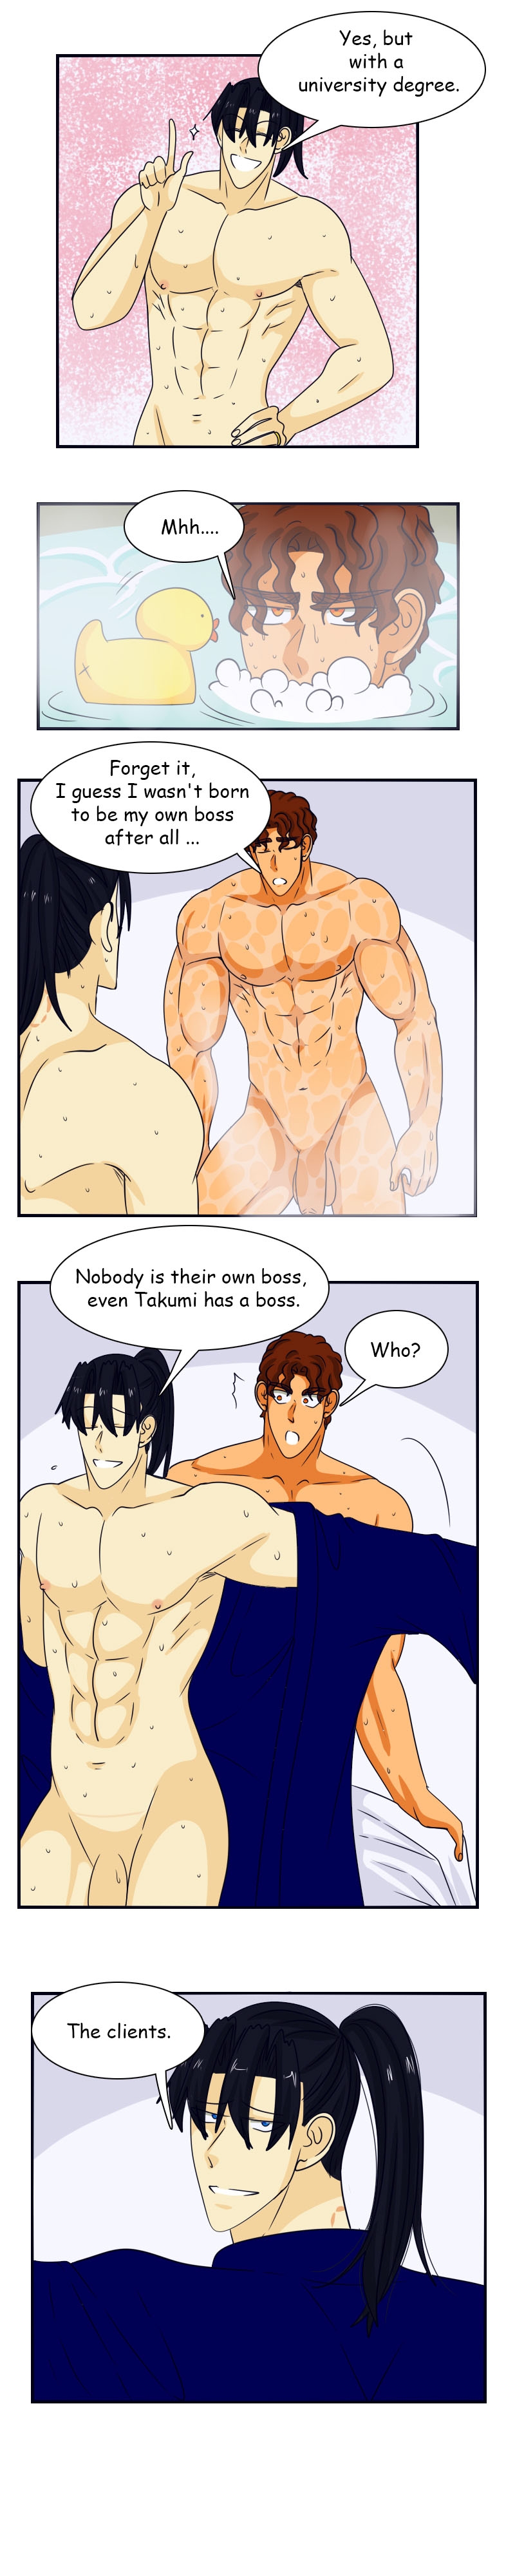 Yes, but
with a
university degree.
Mhh....
Forget it,
I guess I wasn't born
to be my own boss
after all ...
Nobody is their own boss,
even Takumi has a boss.
Who?
The clients.